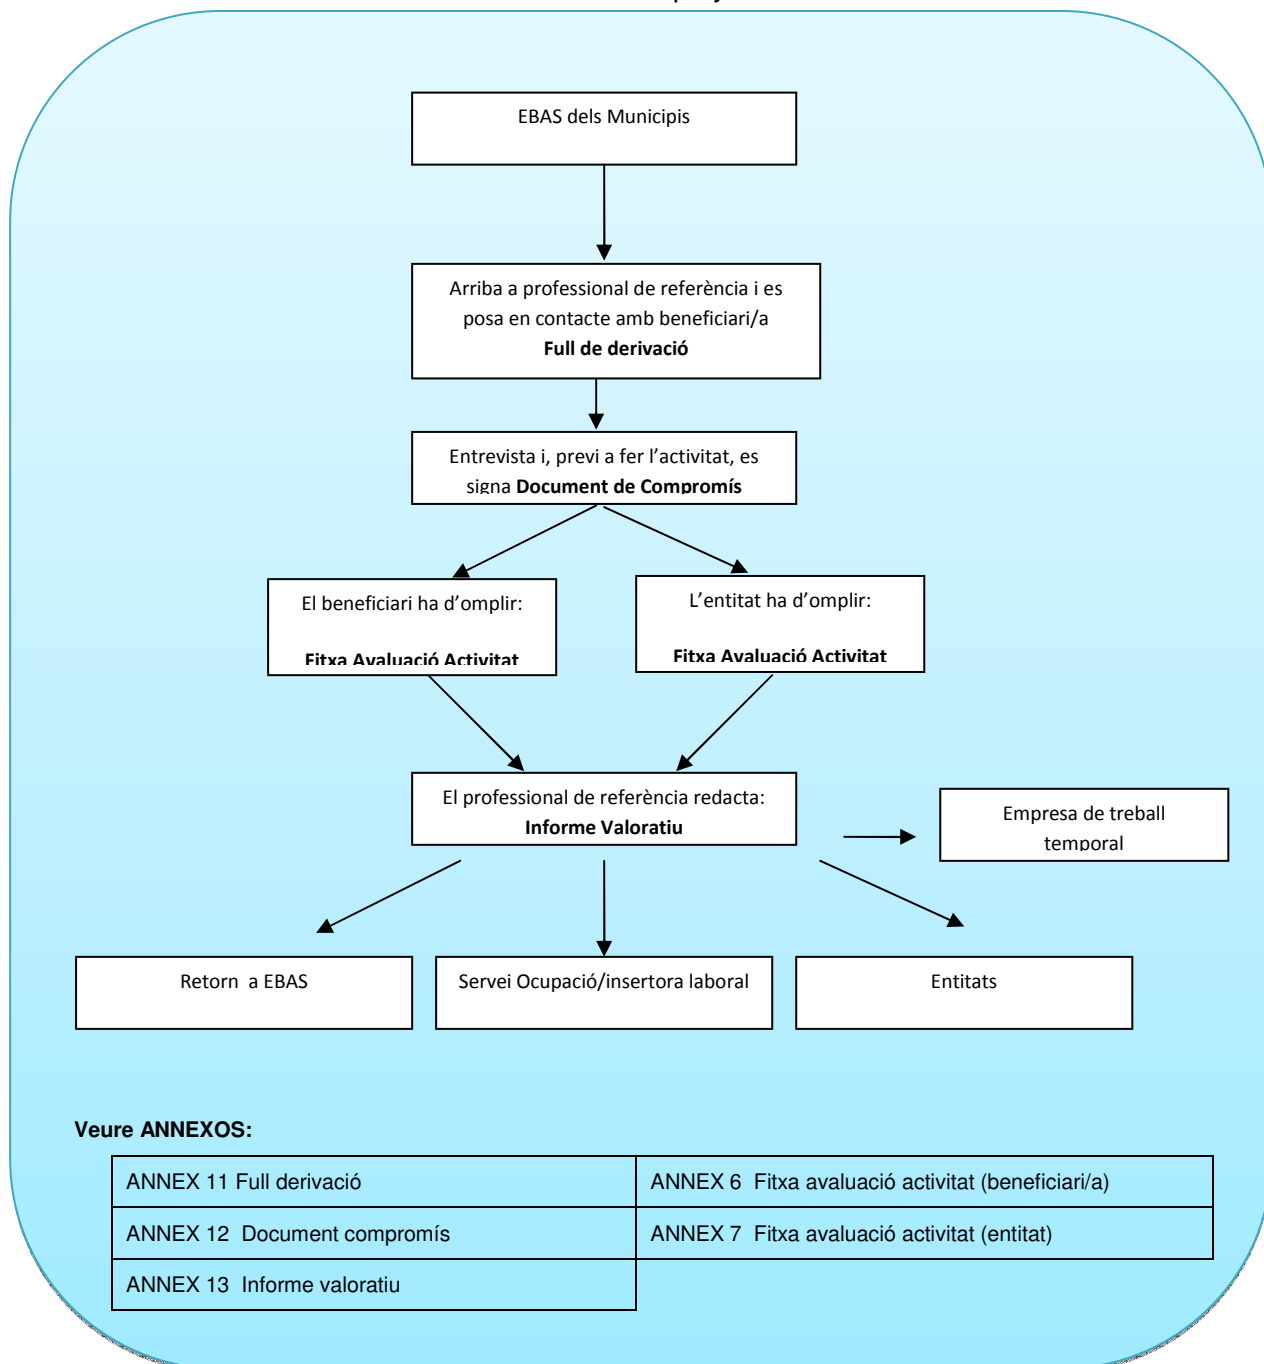 EBAS dels Municipis
Arriba a professional de referència i es
posa en contacte amb beneficiari/a
Full de derivació
Entrevista i, previ a fer l’activitat, es
signa Document de Compromís
El beneficiari ha d’omplir:
Fitxa Avaluació Activitat
L’entitat ha d’omplir:
Fitxa Avaluació Activitat
El professional de referència redacta:
Informe Valoratiu
Empresa de treball
temporal
Retorn a EBAS
Servei Ocupació/insertora laboral
Entitats
Veure ANNEXOS:
ANNEX 11 Full derivació
ANNEX 6 Fitxa avaluació activitat (beneficiari/a)
ANNEX 12 Document compromís
ANNEX 7 Fitxa avaluació activitat (entitat)
ANNEX 13 Informe valoratiu